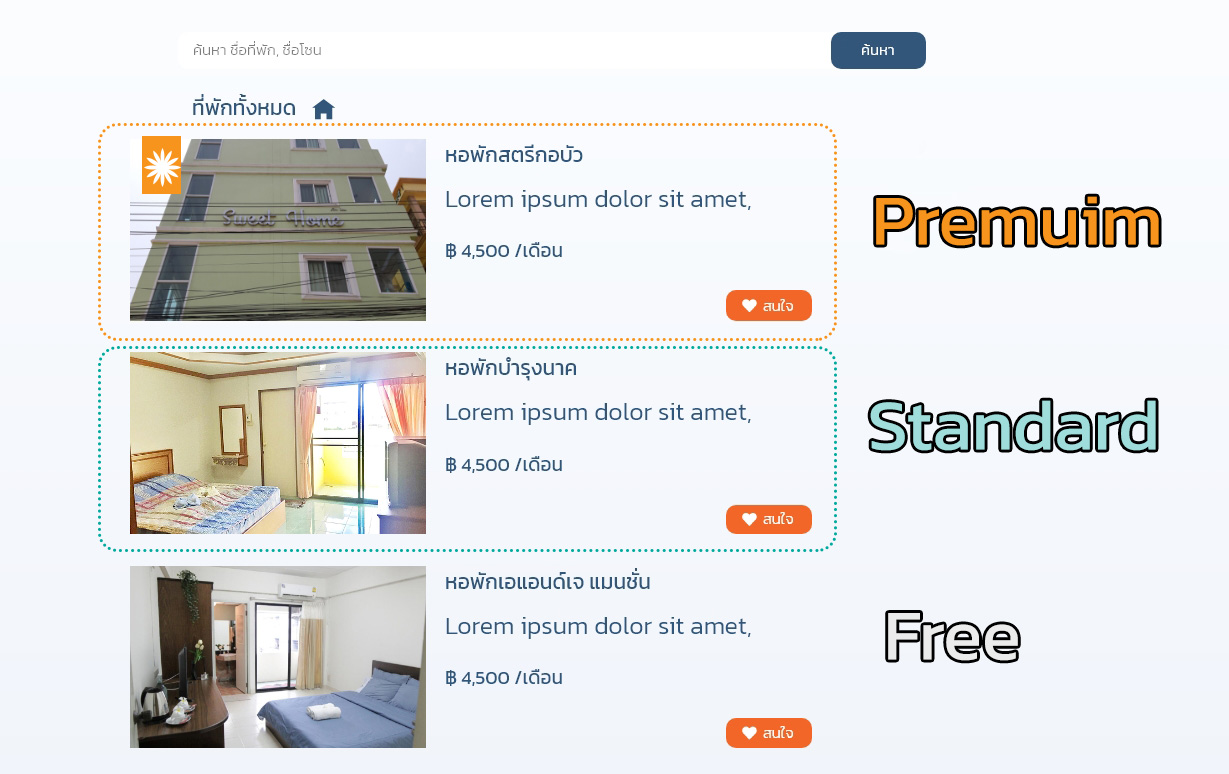 ค้นหา ชื่อที่พัก, ชื่อโซน
ค้นหา
ที่พักทั้งหมด
Sweet Home
หอพักสตรีกอบัว
Lorem ipsum dolor sit amet,
฿ 4,500 /เดือน
สนใจ
Premuim
หอพักบำรุงนาค
Lorem ipsum dolor sit amet,
฿ 4,500 /เดือน
สนใจ
Standard
หอพักเอแอนด์เจ แมนชั่น
Lorem ipsum dolor sit amet,
฿ 4,500 /เดือน
สนใจ
Free